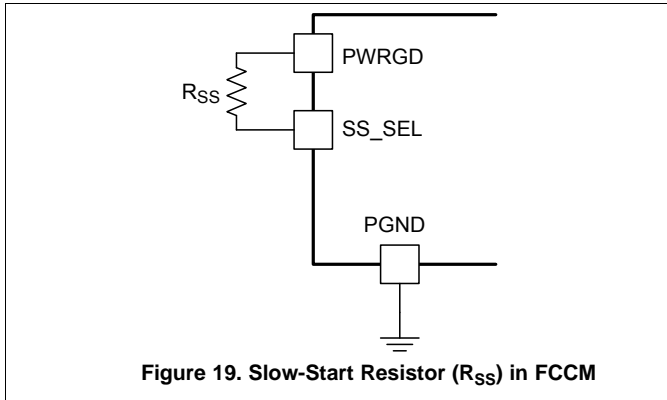 PWRGD
RSS
SS_SEL
PGND
Figure 19. Slow-Start Resistor (RSS) in FCCM